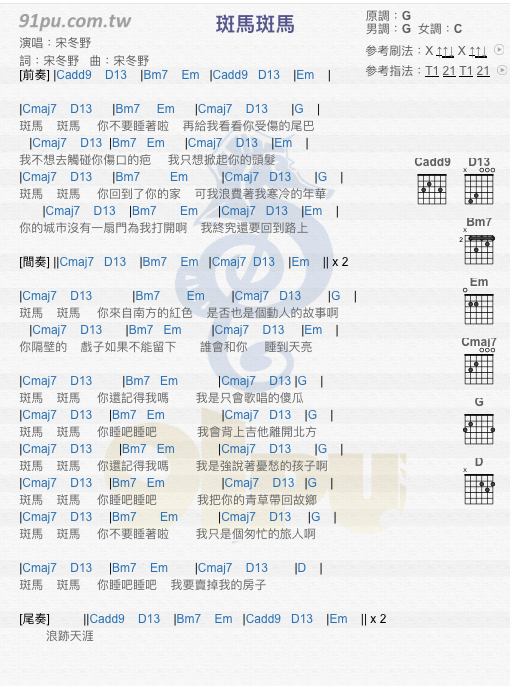 91pu.com.tw
斑馬斑馬
原調：G
男調：G 女調：C
演唱：宋冬野
詞：宋冬野 曲：宋冬野
參考刷法：X ↑↑↓ X ↑↑↓
參考指法：T1 21 T1 21
[前奏] |Cadd9 D13 |Bm7 Em |Cadd9 D13 |Em |
|Cmaj7 D13 |Bm7 Em |Cmaj7 D13 |G |
斑馬 斑馬 你不要睡著啦 再給我看看你受傷的尾巴
|Cmaj7 D13 |Bm7 Em |Cmaj7 D13 |Em |
我不想去觸碰你傷口的疤 我只想掀起你的頭髮
|Cmaj7 D13 |Bm7 Em |Cmaj7 D13 |G |
斑馬 斑馬 你回到了你的家 可我浪費著我寒冷的年華
|Cmaj7 D13 |Bm7 Em |Cmaj7 D13 |Em |
你的城市沒有一扇門為我打開啊 我終究還要回到路上
[間奏] ||Cmaj7 D13 |Bm7 Em |Cmaj7 D13 |Em || x 2
|Cmaj7 D13 |Bm7 Em |Cmaj7 D13 |G |
斑馬 斑馬 你來自南方的紅色 是否也是個動人的故事啊
|Cmaj7 D13 |Bm7 Em |Cmaj7 D13 |Em |
你隔壁的 戲子如果不能留下 誰會和你 睡到天亮
|Cmaj7 D13 |Bm7 Em |Cmaj7 D13 |G |
斑馬 斑馬 你還記得我嗎 我是只會歌唱的傻瓜
|Cmaj7 D13 |Bm7 Em |Cmaj7 D13 |G |
斑馬 斑馬 你睡吧睡吧 我會背上吉他離開北方
|Cmaj7 D13 |Bm7 Em |Cmaj7 D13 |G |
斑馬 斑馬 你還記得我嗎 我是強說著憂愁的孩子啊
|Cmaj7 D13 |Bm7 Em |Cmaj7 D13 |G |
斑馬 斑馬 你睡吧睡吧 我把你的青草帶回故鄉
|Cmaj7 D13 |Bm7 Em |Cmaj7 D13 |G |
斑馬 斑馬 你不要睡著啦 我只是個匆忙的旅人啊
|Cmaj7 D13 |Bm7 Em |Cmaj7 D13 |D |
斑馬 斑馬 你睡吧睡吧 我要賣掉我的房子
[尾奏] ||Cadd9 D13 |Bm7 Em |Cadd9 D13 |Em || x 2
浪跡天涯
Cadd9 D13
x
Bm7
x
2
Em
Cmaj7
x
G
D
x
91pu